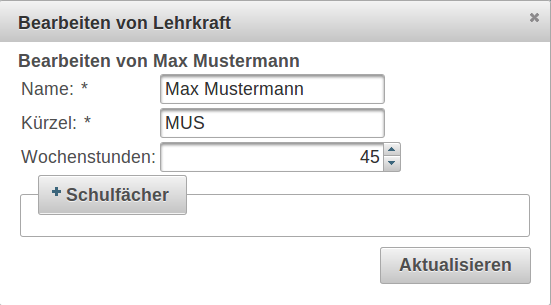 Bearbeiten von Lehrkraft
Bearbeiten von Max Mustermann
Name: * Max Mustermann
Kürzel: * MUS
Wochenstunden: 45
Schulfächer
Aktualisieren